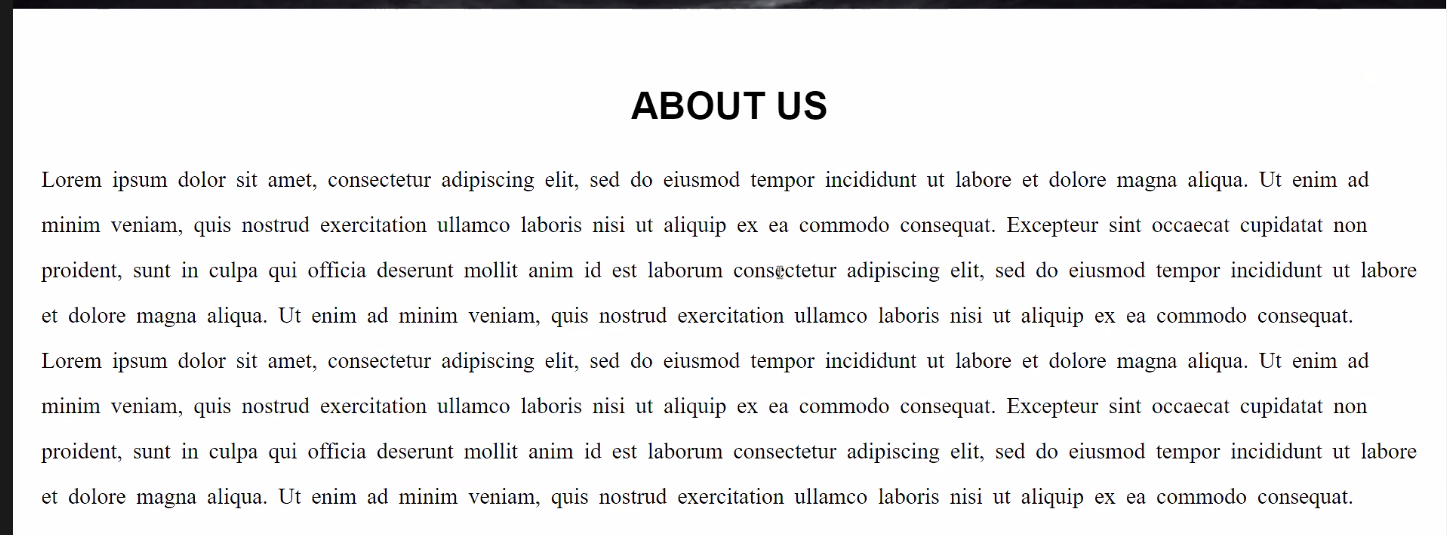 ABOUT US
Lorem ipsum dolor sit amet, consectetur adipiscing elit, sed do eiusmod tempor incididunt ut labore et dolore magna aliqua. Ut enim ad
minim veniam, quis nostrud exercitation ullamco laboris nisi ut aliquip ex ea commodo consequat. Excepteur sint occaecat cupidatat non
proident, sunt in culpa qui officia deserunt mollit anim id est laborum consectetur adipiscing elit, sed do eiusmod tempor incididunt ut labore
et dolore magna aliqua. Ut enim ad minim veniam, quis nostrud exercitation ullamco laboris nisi ut aliquip ex ea commodo consequat.
Lorem ipsum dolor sit amet, consectetur adipiscing elit, sed do eiusmod tempor incididunt ut labore et dolore magna aliqua. Ut enim ad
minim veniam, quis nostrud exercitation ullamco laboris nisi ut aliquip ex ea commodo consequat. Excepteur sint occaecat cupidatat non
proident, sunt in culpa qui officia deserunt mollit anim id est laborum consectetur adipiscing elit, sed do eiusmod tempor incididunt ut labore
et dolore magna aliqua. Ut enim ad minim veniam, quis nostrud exercitation ullamco laboris nisi ut aliquip ex ea commodo consequat.